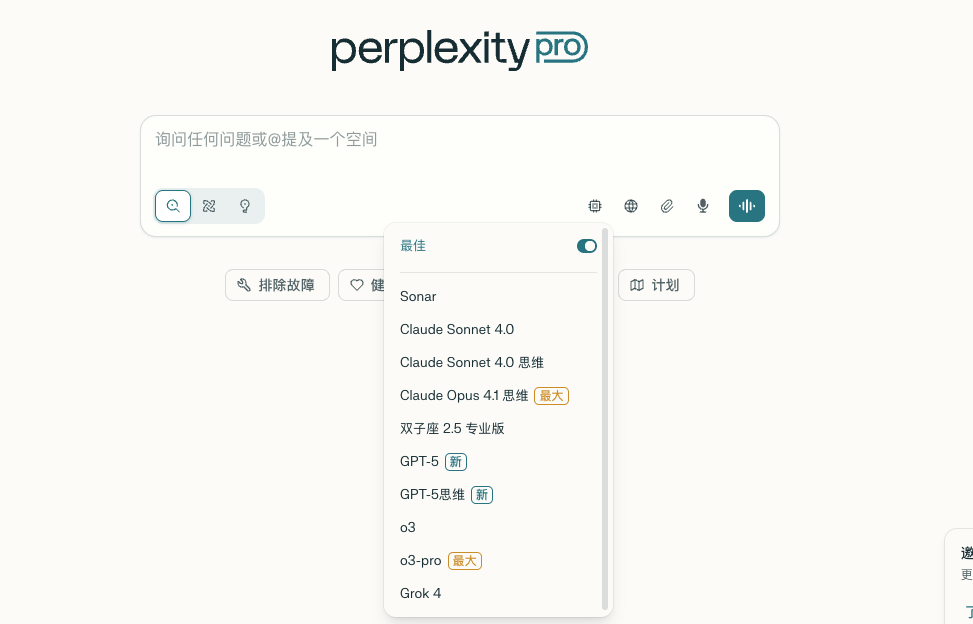 perplexity pro
询问任何问题或@提及一个空间
最佳
排除故障
健
计划
Sonar
Claude Sonnet 4.0
Claude Sonnet 4.0 思维
Claude Opus 4.1 思维 最大
双子座 2.5 专业版
GPT-5 新
GPT-5思维 新
o3
o3-pro 最大
Grok 4
邀
更
了